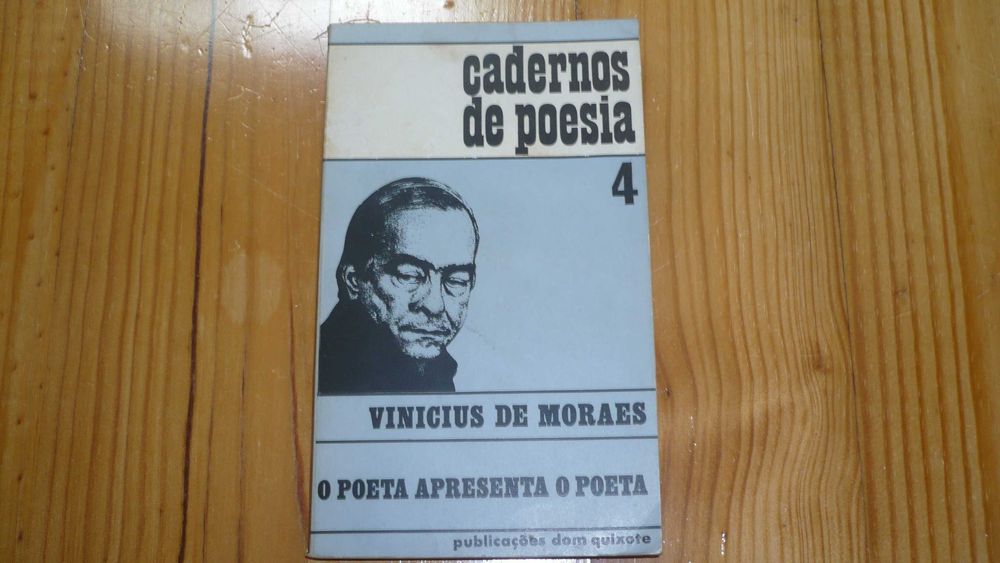 cadernos
de poesia
4
VINICIUS DE MORAES
O POETA APRESENTA O POETA
publicações dom quixote